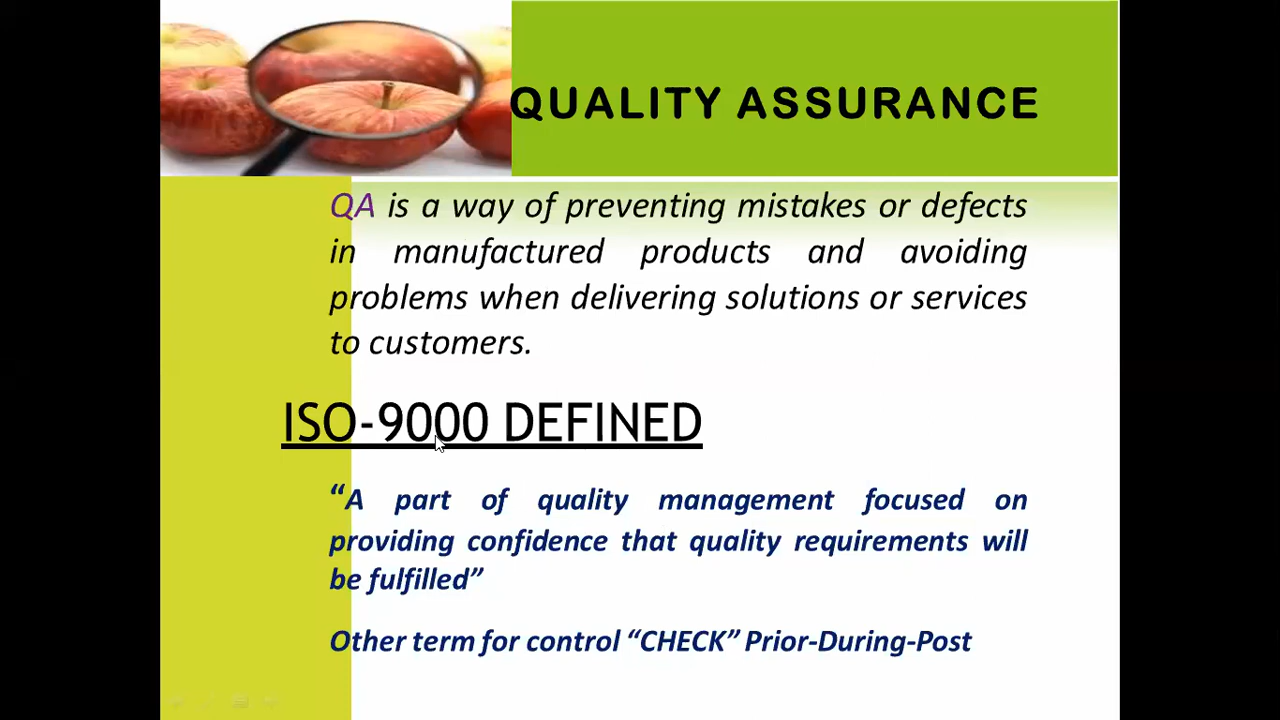 QUALITY ASSURANCE
QA is a way of preventing mistakes or defects
in manufactured products and avoiding
problems when delivering solutions or services
to customers.
ISO-9000 DEFINED
“A part of quality management focused on
providing confidence that quality requirements will
be fulfilled”
Other term for control “CHECK” Prior-During-Post